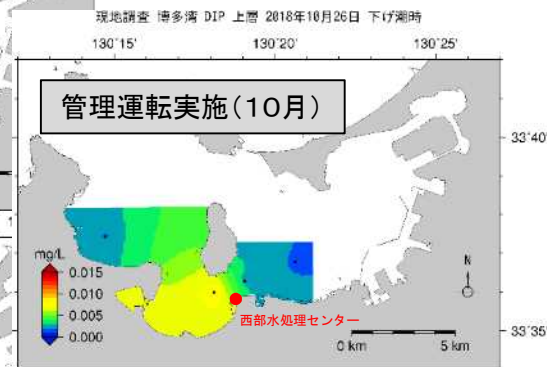 現地調査 博多湾 DIP 上層 2018年10月26日 下げ潮時
130˚15' 130˚20' 130˚25'
管理運転実施(10月)
33˚40'
mg/L
0.015
0.010
0.005
0.000
N
西部水処理センター
0 km 5 km
33˚35'